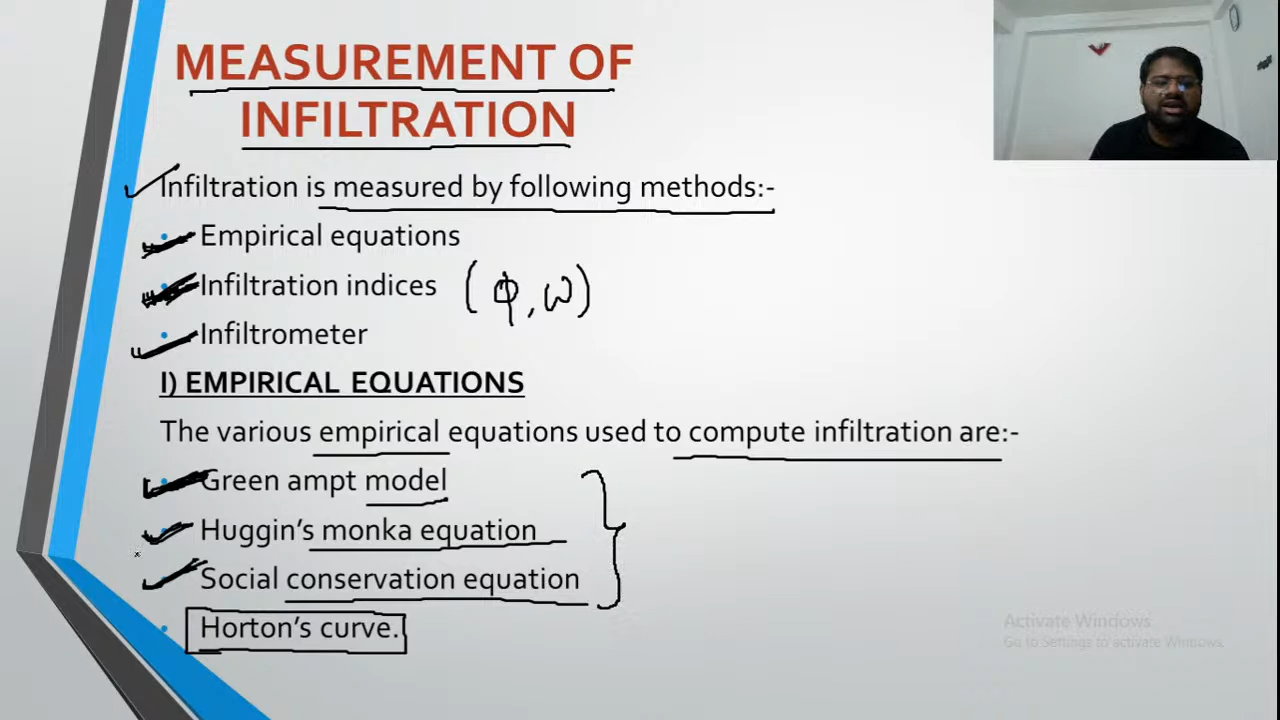 MEASUREMENT OF
INFILTRATION
Infiltration is measured by following methods:-
• Empirical equations
• Infiltration indices (φ, ω)
• Infiltrometer
I) EMPIRICAL EQUATIONS
The various empirical equations used to compute infiltration are:-
• Green ampt model
• Huggin's monka equation
• Social conservation equation
• Horton's curve.
Activate Windows
Go to Settings to activate Windows.